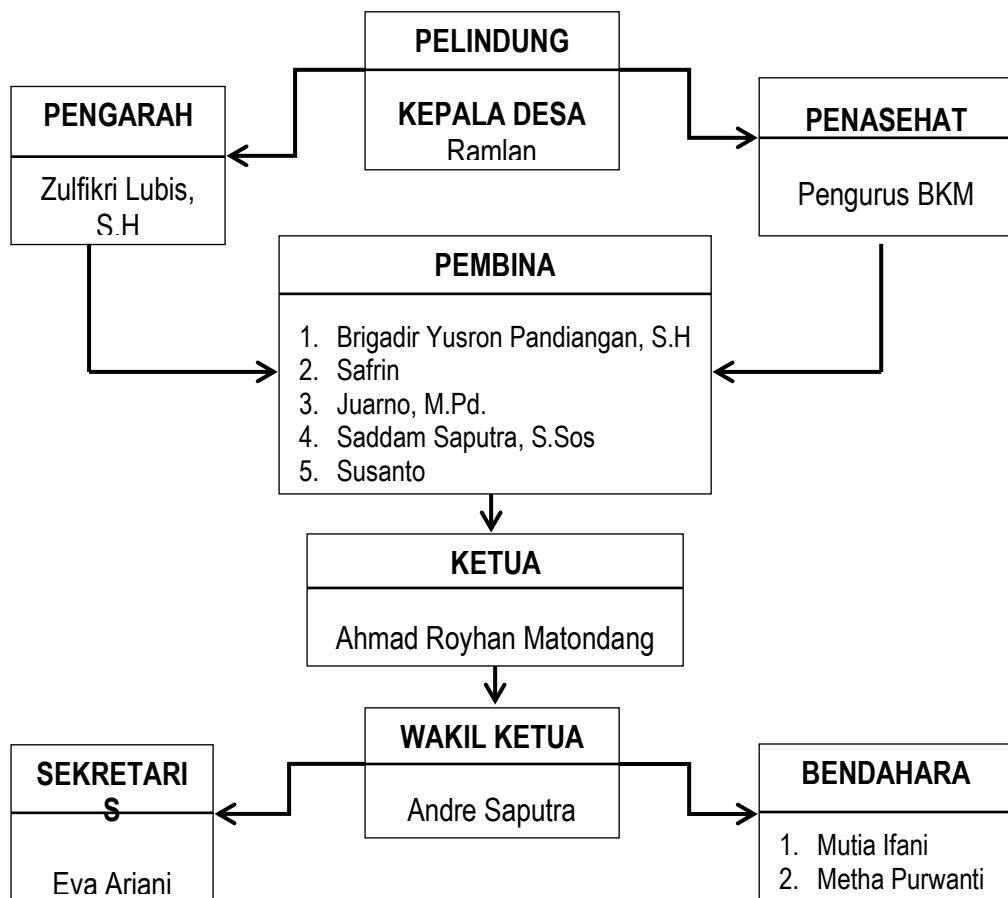 PELINDUNG
KEPALA DESA
Ramlan
PENGARAH
Zulfikri Lubis,
S.H
PENASEHAT
Pengurus BKM
PEMBINA
1. Brigadir Yusron Pandiangan, S.H
2. Safrin
3. Juarno, M.Pd.
4. Saddam Saputra, S.Sos
5. Susanto
KETUA
Ahmad Royhan Matondang
WAKIL KETUA
Andre Saputra
SEKRETARI
S
Eva Ariani
BENDAHARA
1. Mutia Ifani
2. Metha Purwanti